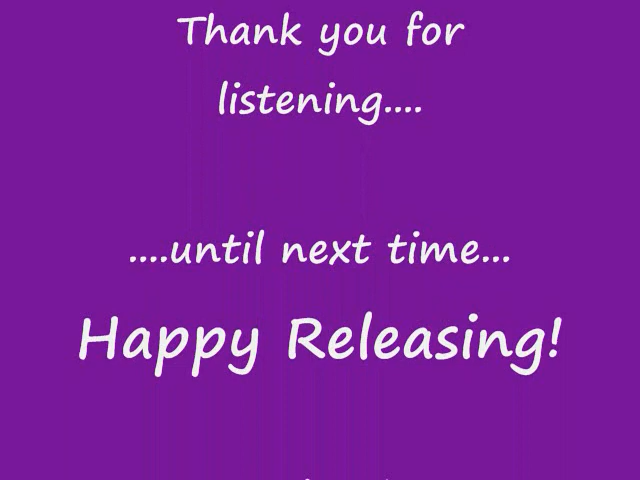 Thank you for
listening....
....until next time...
Happy Releasing!